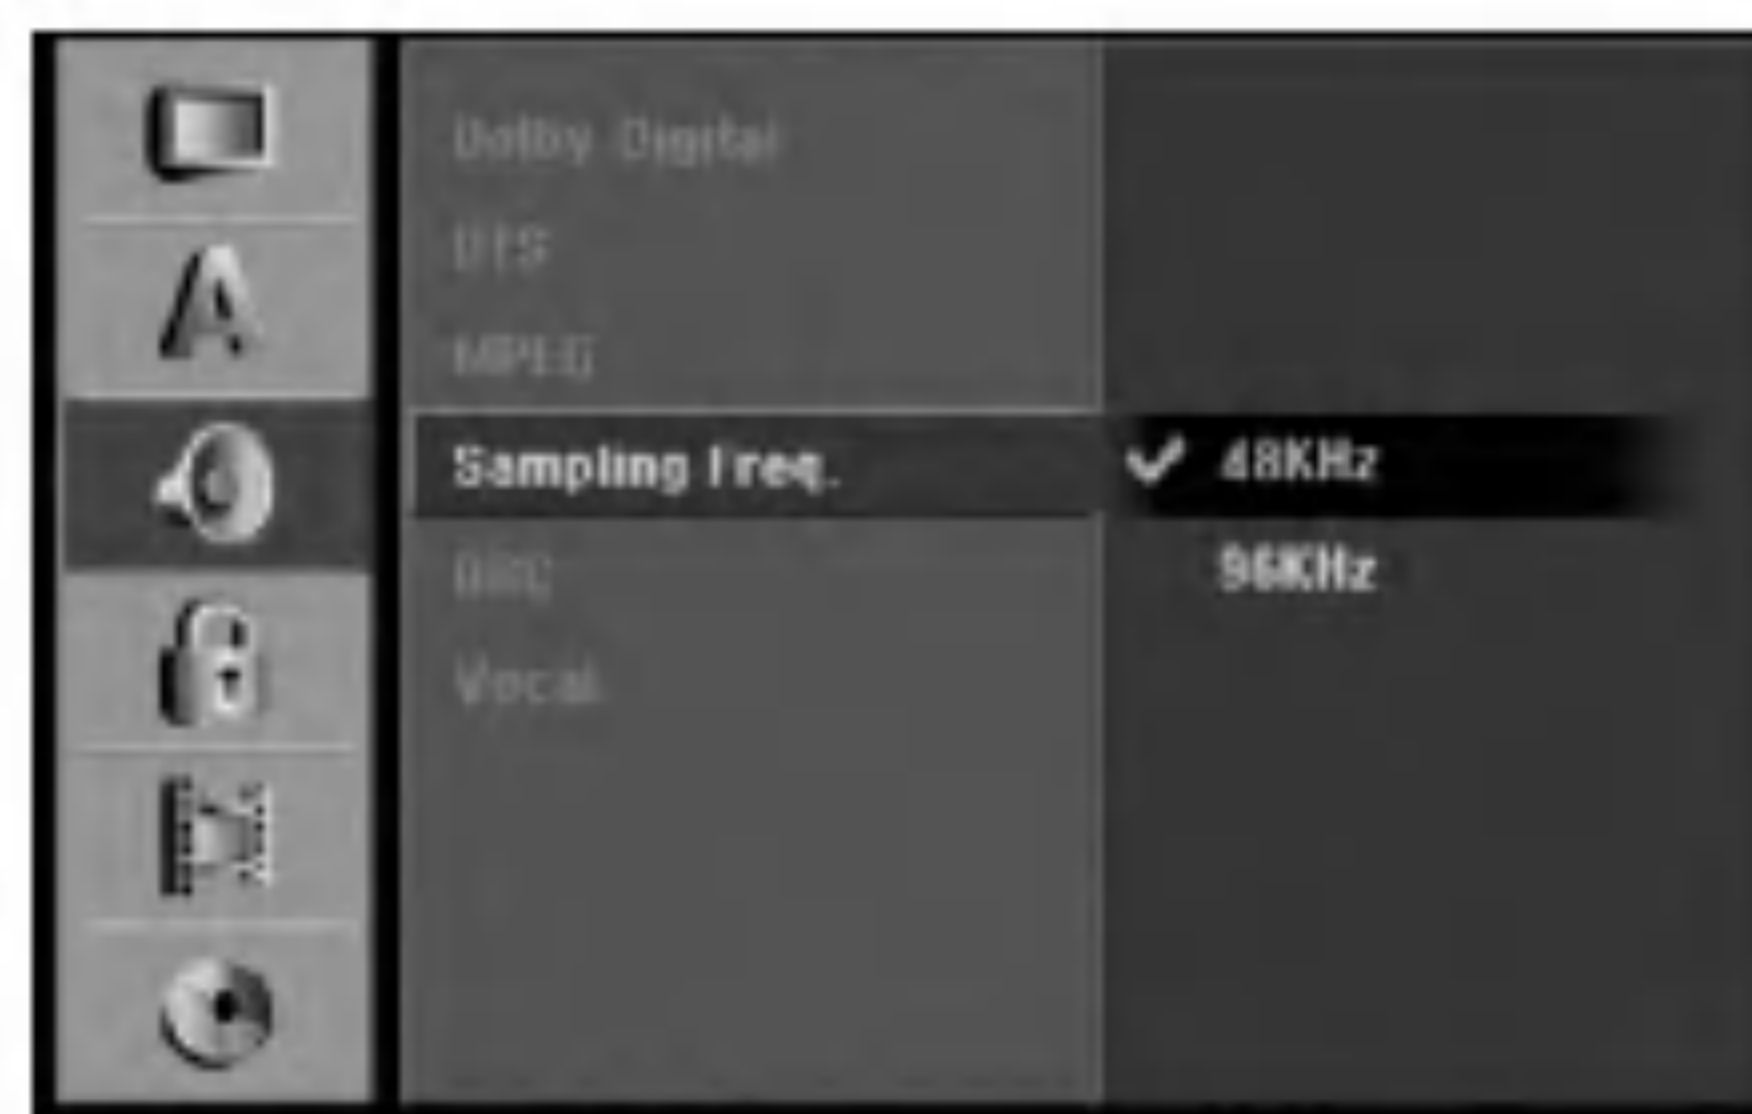 A
Dolby Digital
DTS
MPEG
Sampling Freq.
48KHz
DRC
96KHz
Vocal